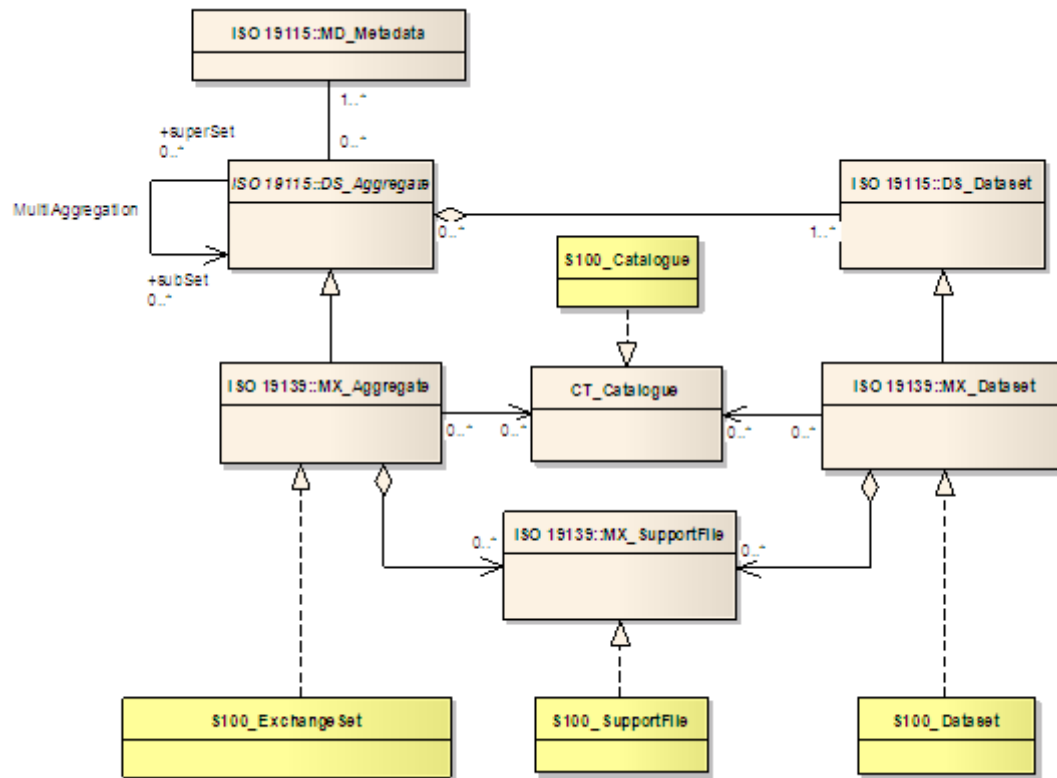 ISO 19115::MD_Metadata
1..*
+superSet
0..*
0..*
ISO 19115::DS_Aggregate
ISO 19115::DS_Dataset
MultiAggregation
0..*
1..*
S100_Catalogue
+subSet
0..*
ISO 19139::MX_Aggregate
CT_Catalogue
ISO 19139::MX_Dataset
0..*
0..*
0..*
0..*
ISO 19139::MX_SupportFile
0..*
0..*
S100_ExchangeSet
S100_SupportFile
S100_Dataset